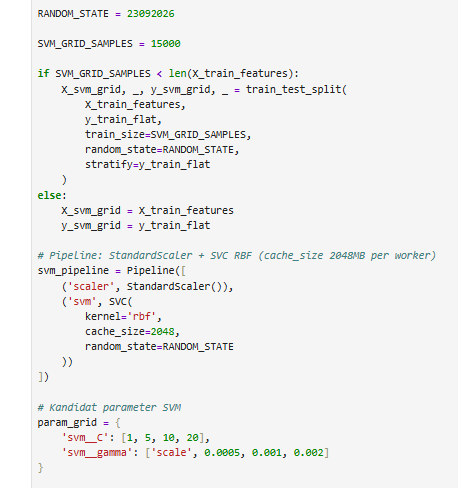 RANDOM_STATE = 23092026
SVM_GRID_SAMPLES = 15000
if SVM_GRID_SAMPLES < len(X_train_features):
    X_svm_grid, _, y_svm_grid, _ = train_test_split(
        X_train_features,
        y_train_flat,
        train_size=SVM_GRID_SAMPLES,
        random_state=RANDOM_STATE,
        stratify=y_train_flat
    )
else:
    X_svm_grid = X_train_features
    y_svm_grid = y_train_flat
# Pipeline: StandardScaler + SVC RBF (cache_size 2048MB per worker)
svm_pipeline = Pipeline([
    ('scaler', StandardScaler()),
    ('svm', SVC(
        kernel='rbf',
        cache_size=2048,
        random_state=RANDOM_STATE
    ))
])
# Kandidat parameter SVM
param_grid = {
    'svm__C': [1, 5, 10, 20],
    'svm__gamma': ['scale', 0.0005, 0.001, 0.002]
}